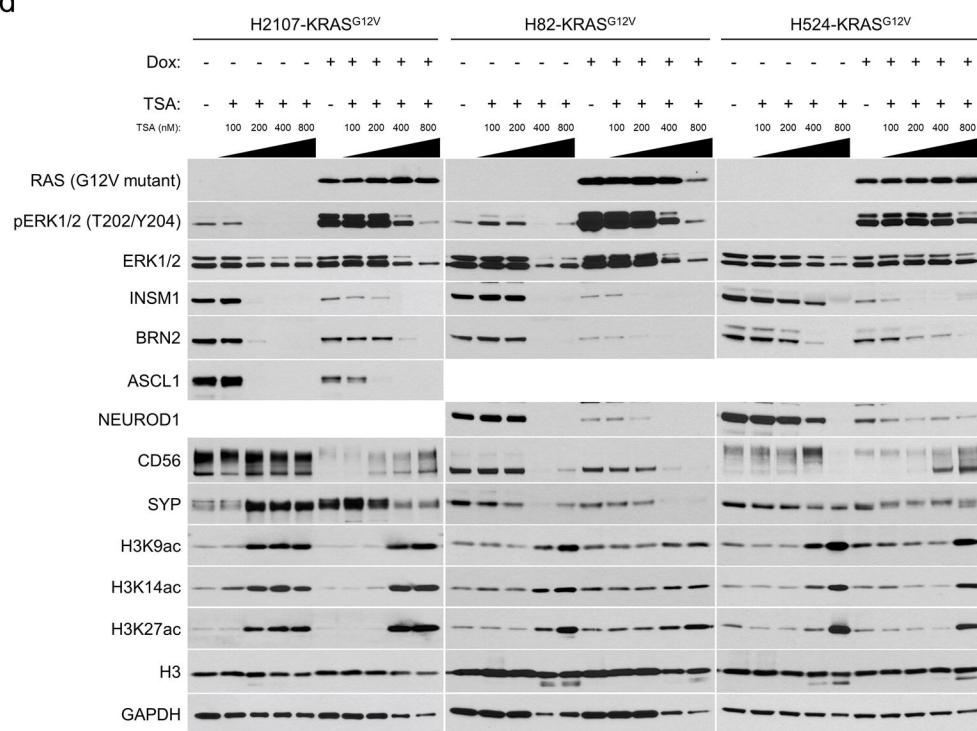 d
H2107-KRASG12V H82-KRASG12V H524-KRASG12V
Dox: - - - - - + + + + + - - - - - + + + + + - - - - - + + + + +
TSA: - + + + + - + + + + - + + + + - + + + + - + + + + - + + + +
TSA (nM): 100 200 400 800 100 200 400 800 100 200 400 800 100 200 400 800 100 200 400 800 100 200 400 800
RAS (G12V mutant)
pERK1/2 (T202/Y204)
ERK1/2
INSM1
BRN2
ASCL1
NEUROD1
CD56
SYP
H3K9ac
H3K14ac
H3K27ac
H3
GAPDH